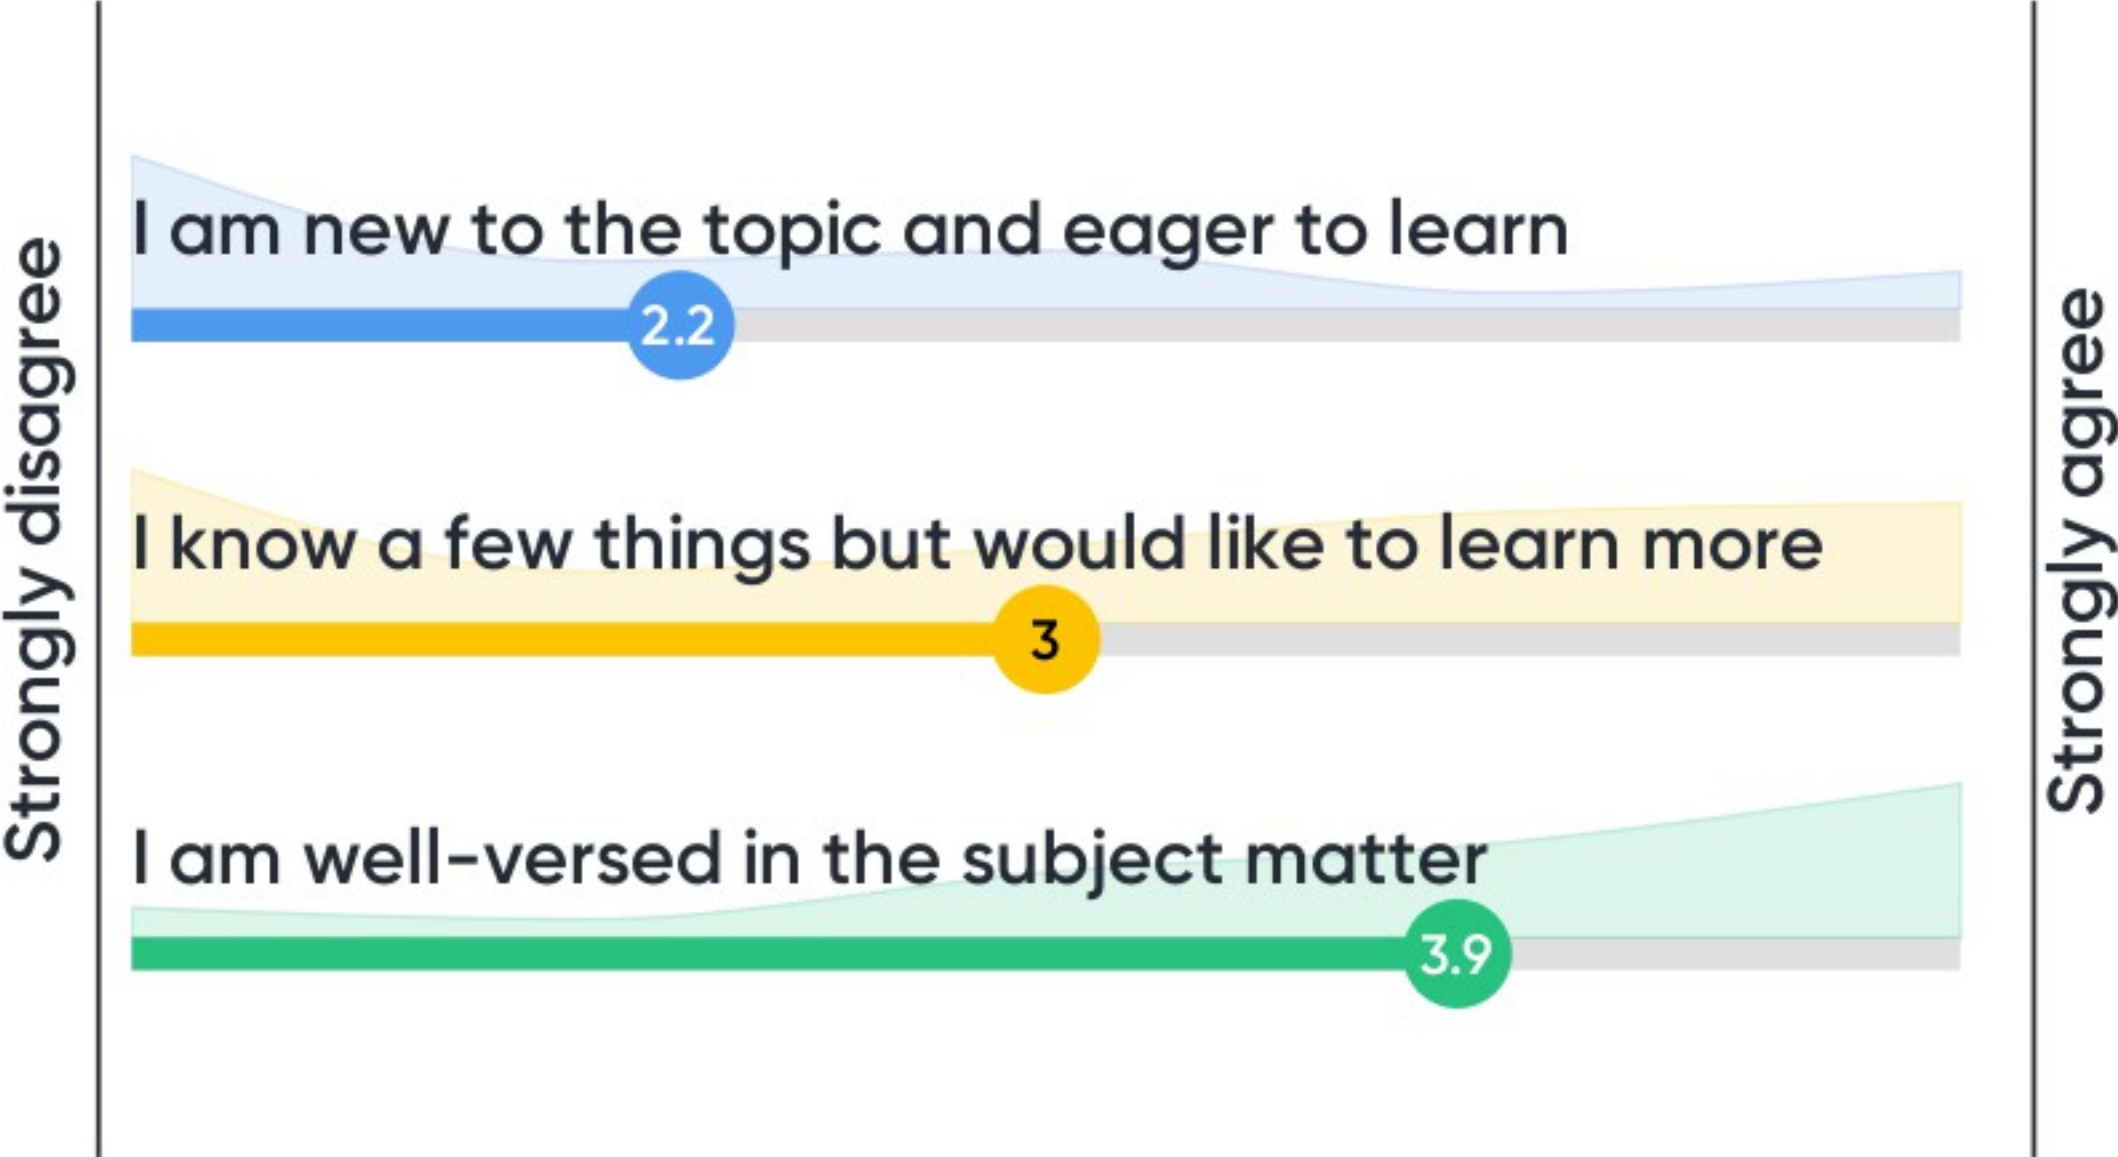 Strongly disagree
I am new to the topic and eager to learn
2.2
I know a few things but would like to learn more
3
I am well-versed in the subject matter
3.9
Strongly agree